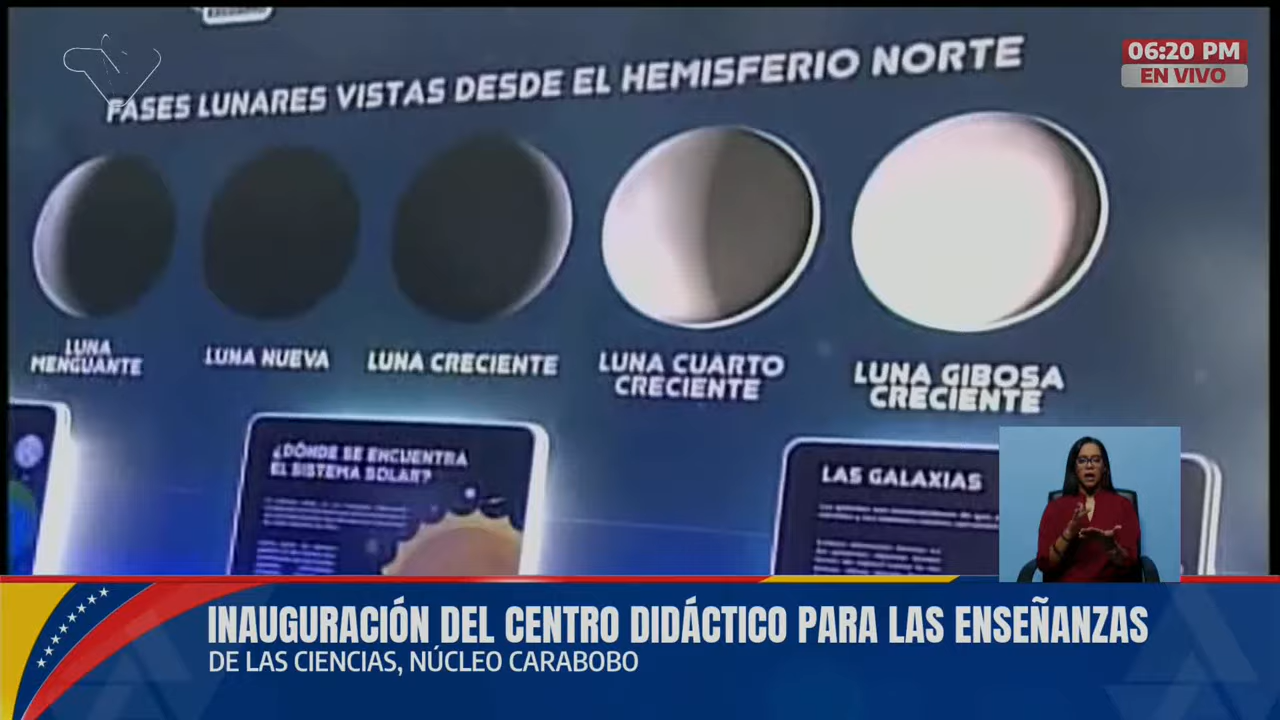 06:20 PM
EN VIVO
FASES LUNARES VISTAS DESDE EL HEMISFERIO NORTE
LUNA
MENGUANTE
LUNA NUEVA
LUNA CRECIENTE
LUNA CUARTO
CRECIENTE
LUNA GIBOSA
CRECIENTE
¿DÓNDE SE ENCUENTRA
EL SISTEMA SOLAR?
LAS GALAXIAS
INAUGURACIÓN DEL CENTRO DIDÁCTICO PARA LAS ENSEÑANZAS
DE LAS CIENCIAS, NÚCLEO CARABOBO